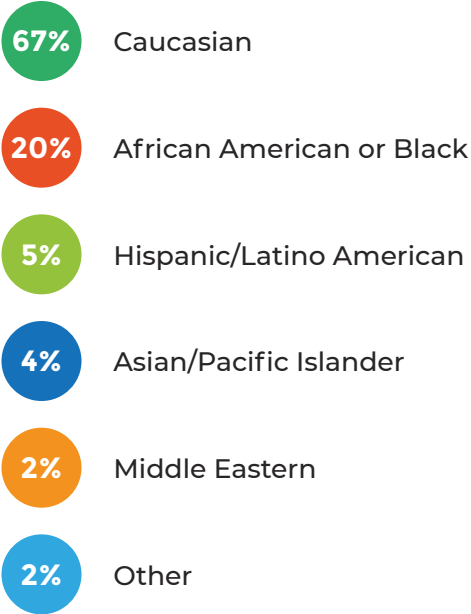 67% Caucasian
20% African American or Black
5% Hispanic/Latino American
4% Asian/Pacific Islander
2% Middle Eastern
2% Other